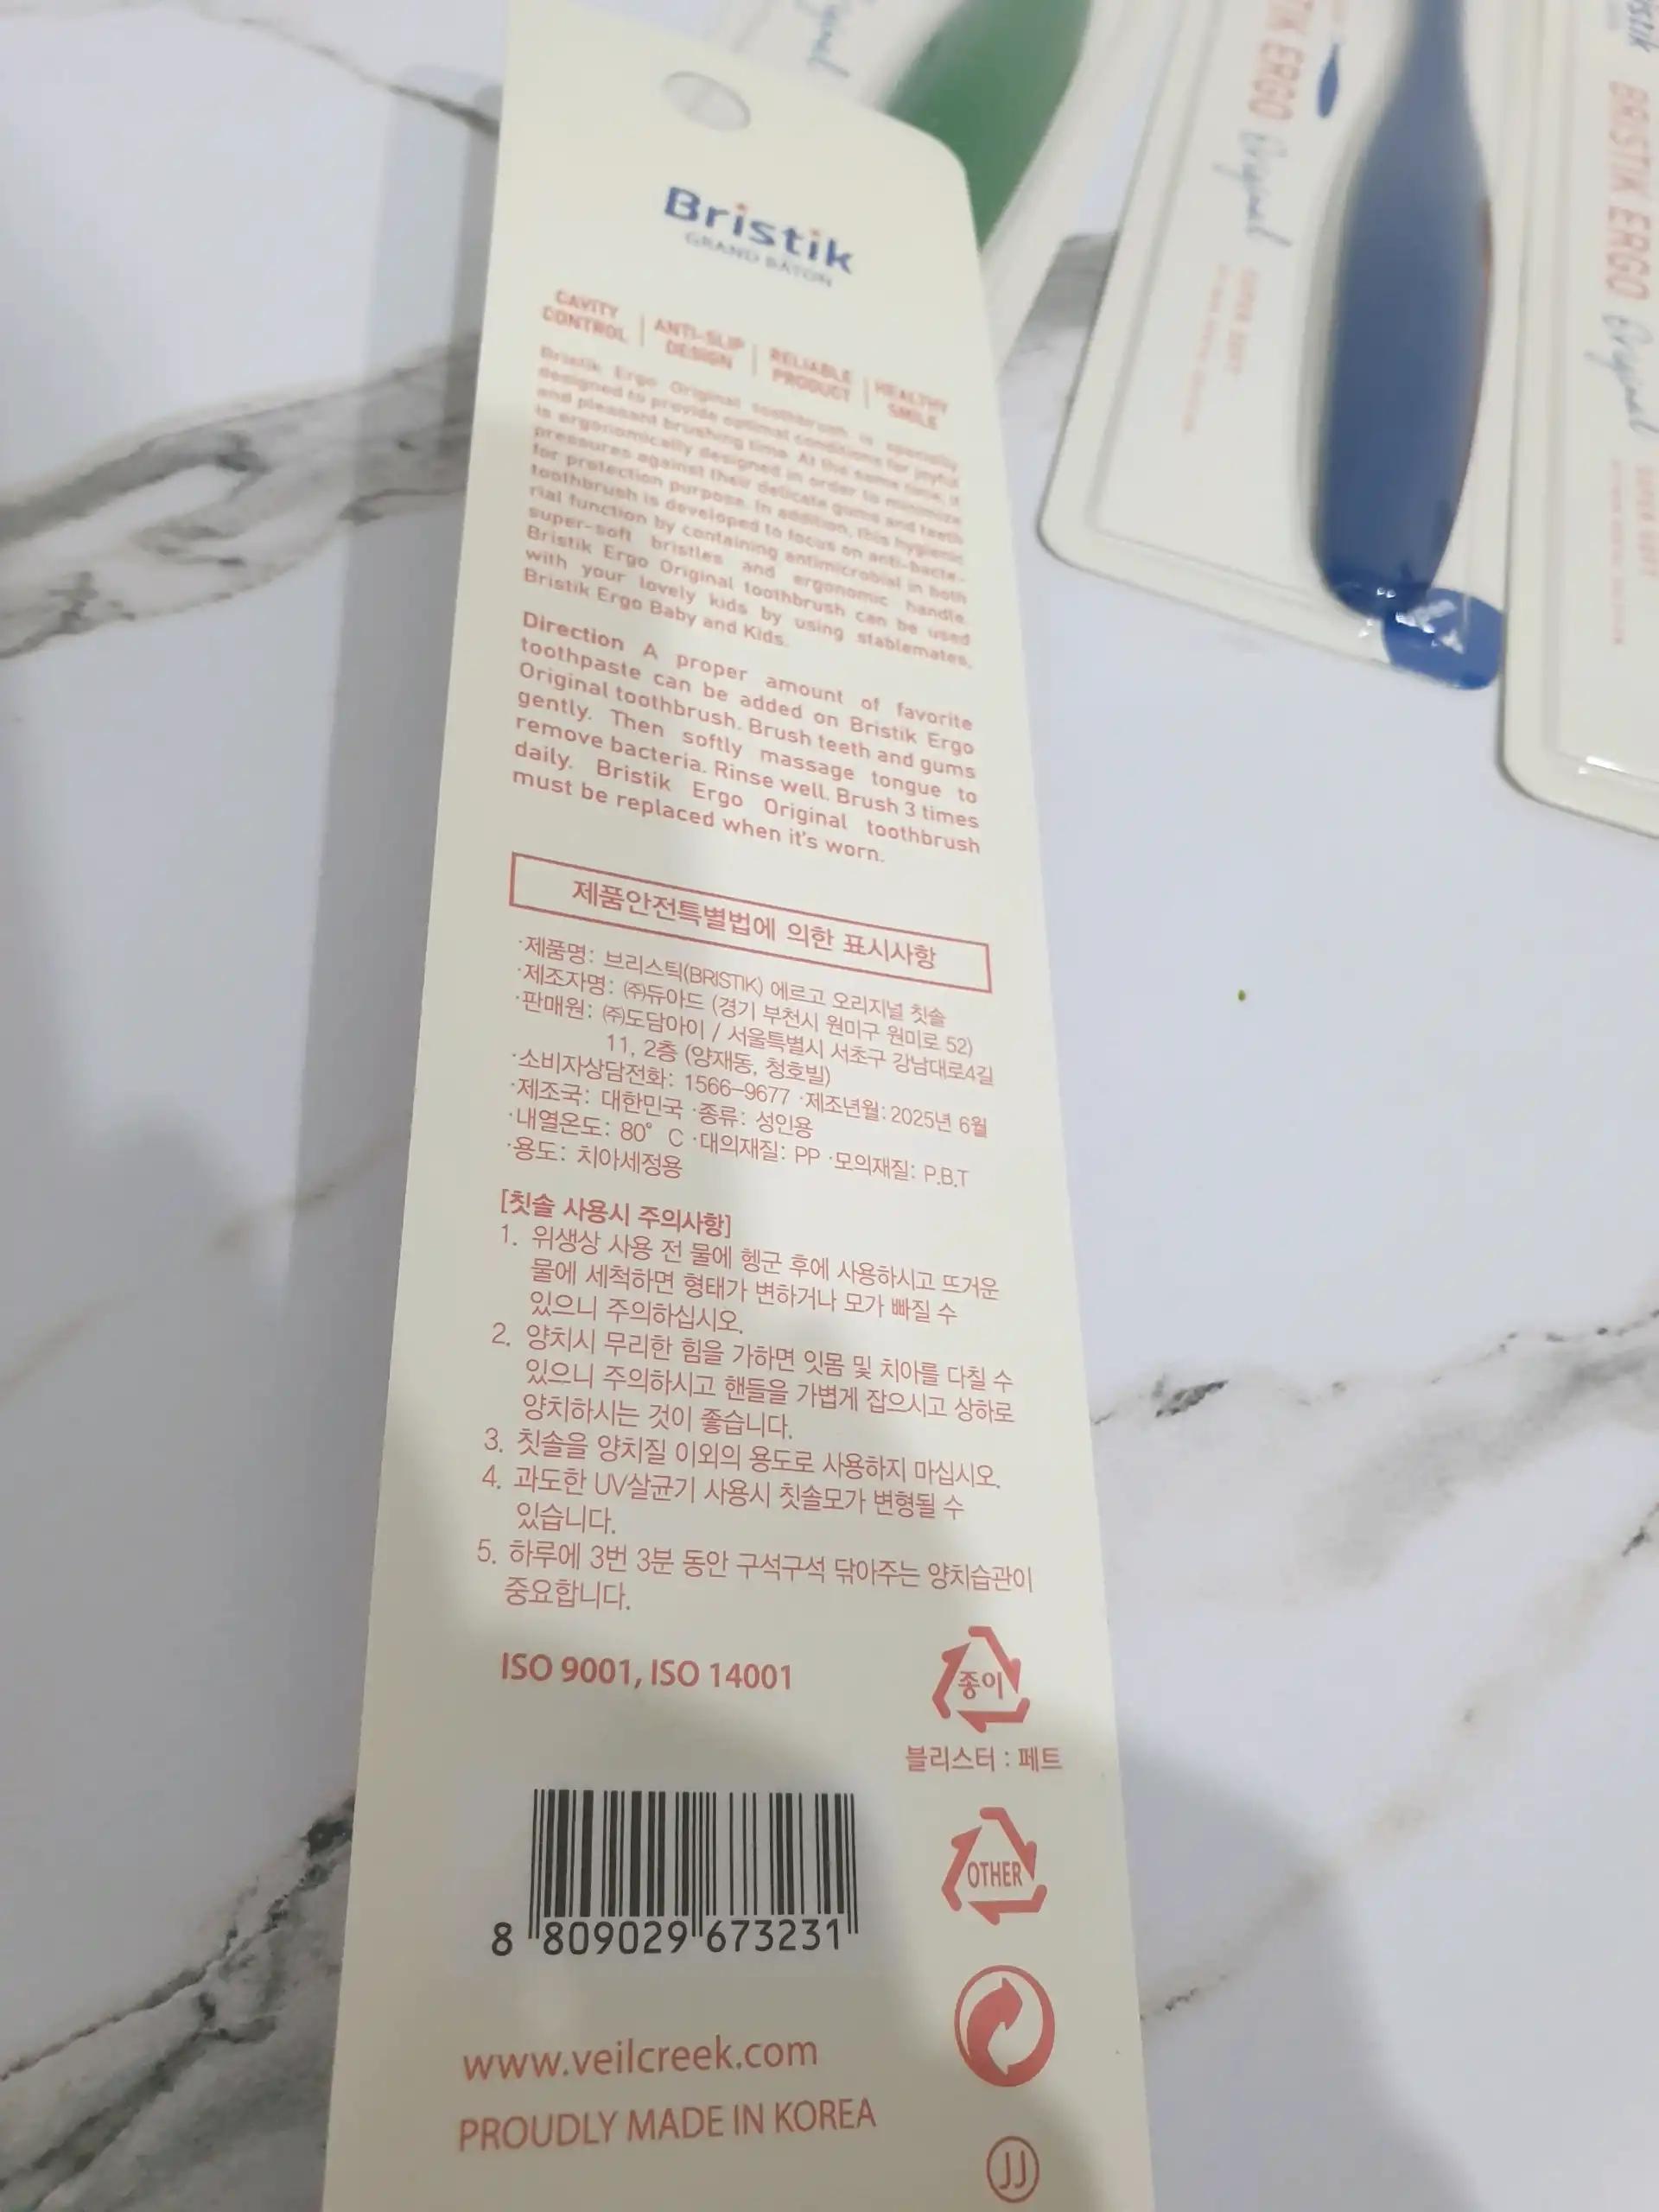 Bristik
GRAND BATON
CAVITY
CONTROL
ANTI-SLIP
DESIGN
RELIABLE
PRODUCT
HEALTHY
SMILE
Bristik Ergo Original toothbrush is specially
designed to provide optimal conditions for joyful
and pleasant brushing time. At the same time, it
is ergonomically designed in order to minimize
pressures against their delicate gums and teeth
for protection purpose. In addition, this hygienic
toothbrush is developed to focus on anti-bacte-
rial function by containing antimicrobial in both
super-soft bristles and ergonomic handle.
Bristik Ergo Original toothbrush can be used
with your lovely kids by using stablemates,
Bristik Ergo Baby and Kids.
Direction A proper amount of favorite
toothpaste can be added on Bristik Ergo
Original toothbrush. Brush teeth and gums
gently. Then softly massage tongue to
remove bacteria. Rinse well. Brush 3 times
daily. Bristik Ergo Original toothbrush
must be replaced when it's worn.
제품안전특별법에 의한 표시사항
·제품명: 브리스틱(BRISTIK) 에르고 오리지널 칫솔
·제조자명: ㈜듀아드 (경기 부천시 원미구 원미로 52)
·판매원: ㈜도담아이 / 서울특별시 서초구 강남대로4길
11, 2층 (양재동, 청호빌)
·소비자상담전화: 1566-9677 ·제조년월: 2025년 6월
·제조국: 대한민국 ·종류: 성인용
·내열온도: 80° C ·대의재질: PP ·모의재질: P.B.T
·용도: 치아세정용
[칫솔 사용시 주의사항]
1. 위생상 사용 전 물에 헹군 후에 사용하시고 뜨거운
물에 세척하면 형태가 변하거나 모가 빠질 수
있으니 주의하십시오.
2. 양치시 무리한 힘을 가하면 잇몸 및 치아를 다칠 수
있으니 주의하시고 핸들을 가볍게 잡으시고 상하로
양치하시는 것이 좋습니다.
3. 칫솔을 양치질 이외의 용도로 사용하지 마십시오.
4. 과도한 UV살균기 사용시 칫솔모가 변형될 수
있습니다.
5. 하루에 3번 3분 동안 구석구석 닦아주는 양치습관이
중요합니다.
ISO 9001, ISO 14001
종이
블리스터 : 페트
OTHER
8 809029 673231
www.veilcreek.com
PROUDLY MADE IN KOREA
JJ
TIK ERGO Original
SUPER SOFT
BRISTIK ERGO Original
SUPER SOFT